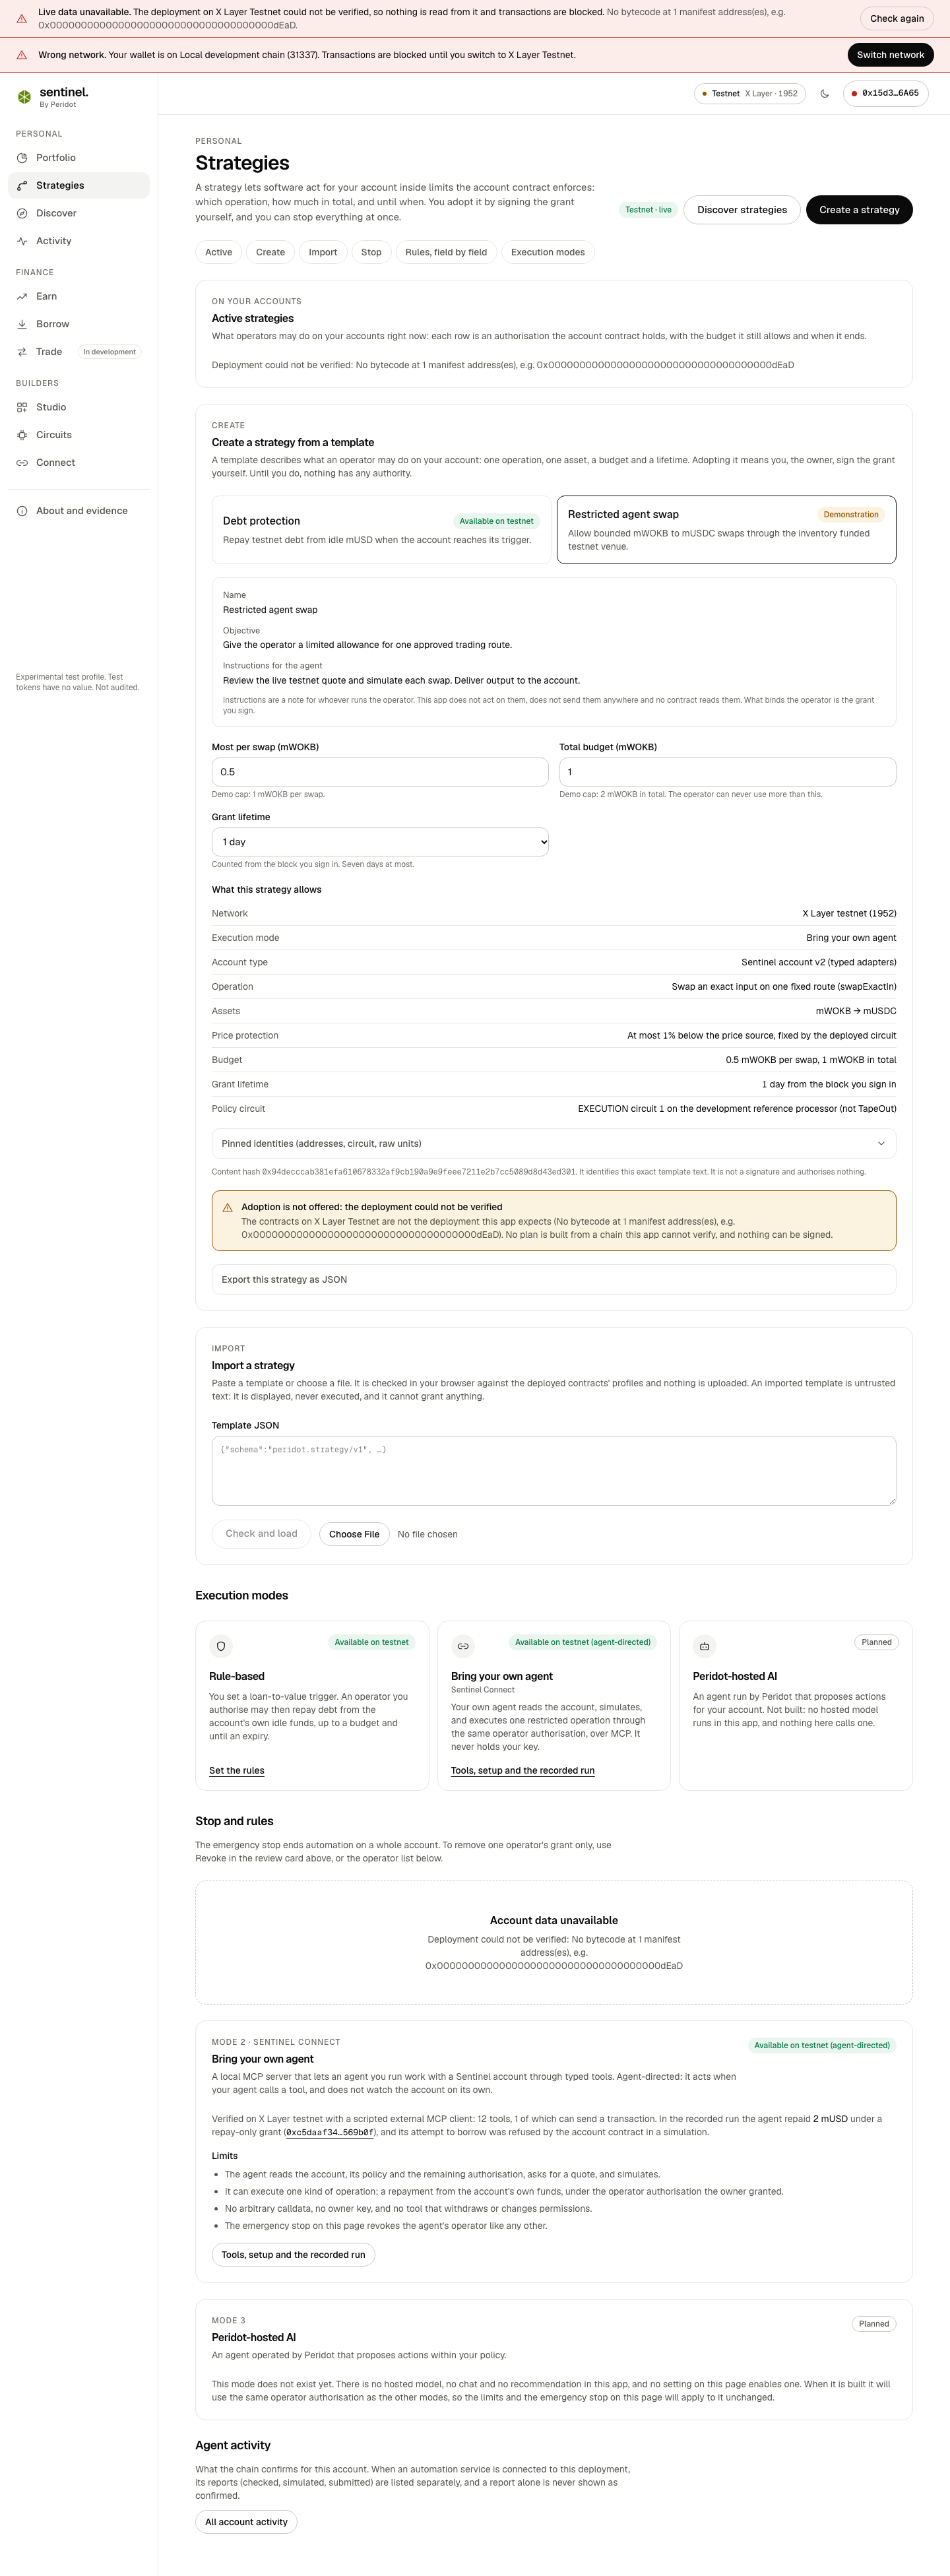 Live data unavailable. The deployment on X Layer Testnet could not be verified, so nothing is read from it and transactions are blocked. No bytecode at 1 manifest address(es), e.g.
0x000000000000000000000000000000000000dEaD.
Check again
Wrong network. Your wallet is on Local development chain (31337). Transactions are blocked until you switch to X Layer Testnet.
Switch network
sentinel.
By Peridot
Testnet X Layer · 1952
0x15d3…6A65
PERSONAL
Portfolio
Strategies
Discover
Activity
FINANCE
Earn
Borrow
Trade
In development
BUILDERS
Studio
Circuits
Connect
About and evidence
Experimental test profile. Test
tokens have no value. Not audited.
PERSONAL
Strategies
A strategy lets software act for your account inside limits the account contract enforces:
which operation, how much in total, and until when. You adopt it by signing the grant
yourself, and you can stop everything at once.
Testnet · live
Discover strategies
Create a strategy
Active
Create
Import
Stop
Rules, field by field
Execution modes
ON YOUR ACCOUNTS
Active strategies
What operators may do on your accounts right now: each row is an authorisation the account contract holds, with the budget it still allows and when it ends.
Deployment could not be verified: No bytecode at 1 manifest address(es), e.g. 0x000000000000000000000000000000000000dEaD
CREATE
Create a strategy from a template
A template describes what an operator may do on your account: one operation, one asset, a budget and a lifetime. Adopting it means you, the owner, sign the grant
yourself. Until you do, nothing has any authority.
Debt protection
Available on testnet
Repay testnet debt from idle mUSD when the account reaches its trigger.
Restricted agent swap
Demonstration
Allow bounded mWOKB to mUSDC swaps through the inventory funded
testnet venue.
Name
Restricted agent swap
Objective
Give the operator a limited allowance for one approved trading route.
Instructions for the agent
Review the live testnet quote and simulate each swap. Deliver output to the account.
Instructions are a note for whoever runs the operator. This app does not act on them, does not send them anywhere and no contract reads them. What binds the operator is the grant
you sign.
Most per swap (mWOKB)
0.5
Demo cap: 1 mWOKB per swap.
Total budget (mWOKB)
1
Demo cap: 2 mWOKB in total. The operator can never use more than this.
Grant lifetime
1 day
Counted from the block you sign in. Seven days at most.
What this strategy allows
Network X Layer testnet (1952)
Execution mode Bring your own agent
Account type Sentinel account v2 (typed adapters)
Operation Swap an exact input on one fixed route (swapExactIn)
Assets mWOKB → mUSDC
Price protection At most 1% below the price source, fixed by the deployed circuit
Budget 0.5 mWOKB per swap, 1 mWOKB in total
Grant lifetime 1 day from the block you sign in
Policy circuit EXECUTION circuit 1 on the development reference processor (not TapeOut)
Pinned identities (addresses, circuit, raw units)
Content hash 0x94decccab381efa610678332af9cb190a9e9feee7211e2b7cc5089d8d43ed301. It identifies this exact template text. It is not a signature and authorises nothing.
Adoption is not offered: the deployment could not be verified
The contracts on X Layer Testnet are not the deployment this app expects (No bytecode at 1 manifest address(es), e.g.
0x000000000000000000000000000000000000dEaD). No plan is built from a chain this app cannot verify, and nothing can be signed.
Export this strategy as JSON
IMPORT
Import a strategy
Paste a template or choose a file. It is checked in your browser against the deployed contracts' profiles and nothing is uploaded. An imported template is untrusted
text: it is displayed, never executed, and it cannot grant anything.
Template JSON
{"schema":"peridot.strategy/v1", …}
Check and load
Choose File
No file chosen
Execution modes
Available on testnet
Rule-based
You set a loan-to-value trigger. An operator you
authorise may then repay debt from the
account's own idle funds, up to a budget and
until an expiry.
Set the rules
Available on testnet (agent-directed)
Bring your own agent
Sentinel Connect
Your own agent reads the account, simulates,
and executes one restricted operation through
the same operator authorisation, over MCP. It
never holds your key.
Tools, setup and the recorded run
Planned
Peridot-hosted AI
An agent run by Peridot that proposes actions
for your account. Not built: no hosted model
runs in this app, and nothing here calls one.
Stop and rules
The emergency stop ends automation on a whole account. To remove one operator's grant only, use
Revoke in the review card above, or the operator list below.
Account data unavailable
Deployment could not be verified: No bytecode at 1 manifest
address(es), e.g.
0x000000000000000000000000000000000000dEaD
MODE 2 · SENTINEL CONNECT
Available on testnet (agent-directed)
Bring your own agent
A local MCP server that lets an agent you run work with a Sentinel account through typed tools. Agent-directed: it acts when
your agent calls a tool, and does not watch the account on its own.
Verified on X Layer testnet with a scripted external MCP client: 12 tools, 1 of which can send a transaction. In the recorded run the agent repaid 2 mUSD under a
repay-only grant (0xc5daaf34…569b0f), and its attempt to borrow was refused by the account contract in a simulation.
Limits
• The agent reads the account, its policy and the remaining authorisation, asks for a quote, and simulates.
• It can execute one kind of operation: a repayment from the account's own funds, under the operator authorisation the owner granted.
• No arbitrary calldata, no owner key, and no tool that withdraws or changes permissions.
• The emergency stop on this page revokes the agent's operator like any other.
Tools, setup and the recorded run
MODE 3
Planned
Peridot-hosted AI
An agent operated by Peridot that proposes actions within your policy.
This mode does not exist yet. There is no hosted model, no chat and no recommendation in this app, and no setting on this page enables one. When it is built it will
use the same operator authorisation as the other modes, so the limits and the emergency stop on this page will apply to it unchanged.
Agent activity
What the chain confirms for this account. When an automation service is connected to this deployment,
its reports (checked, simulated, submitted) are listed separately, and a report alone is never shown as
confirmed.
All account activity